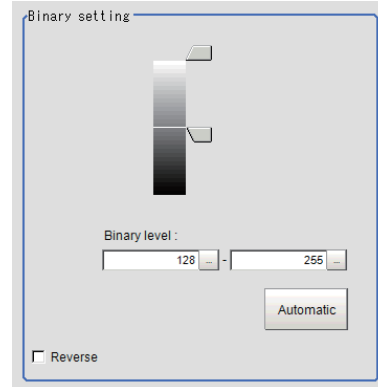 Binary setting
Binary level :
128 ... - 255 ...
Automatic
Reverse